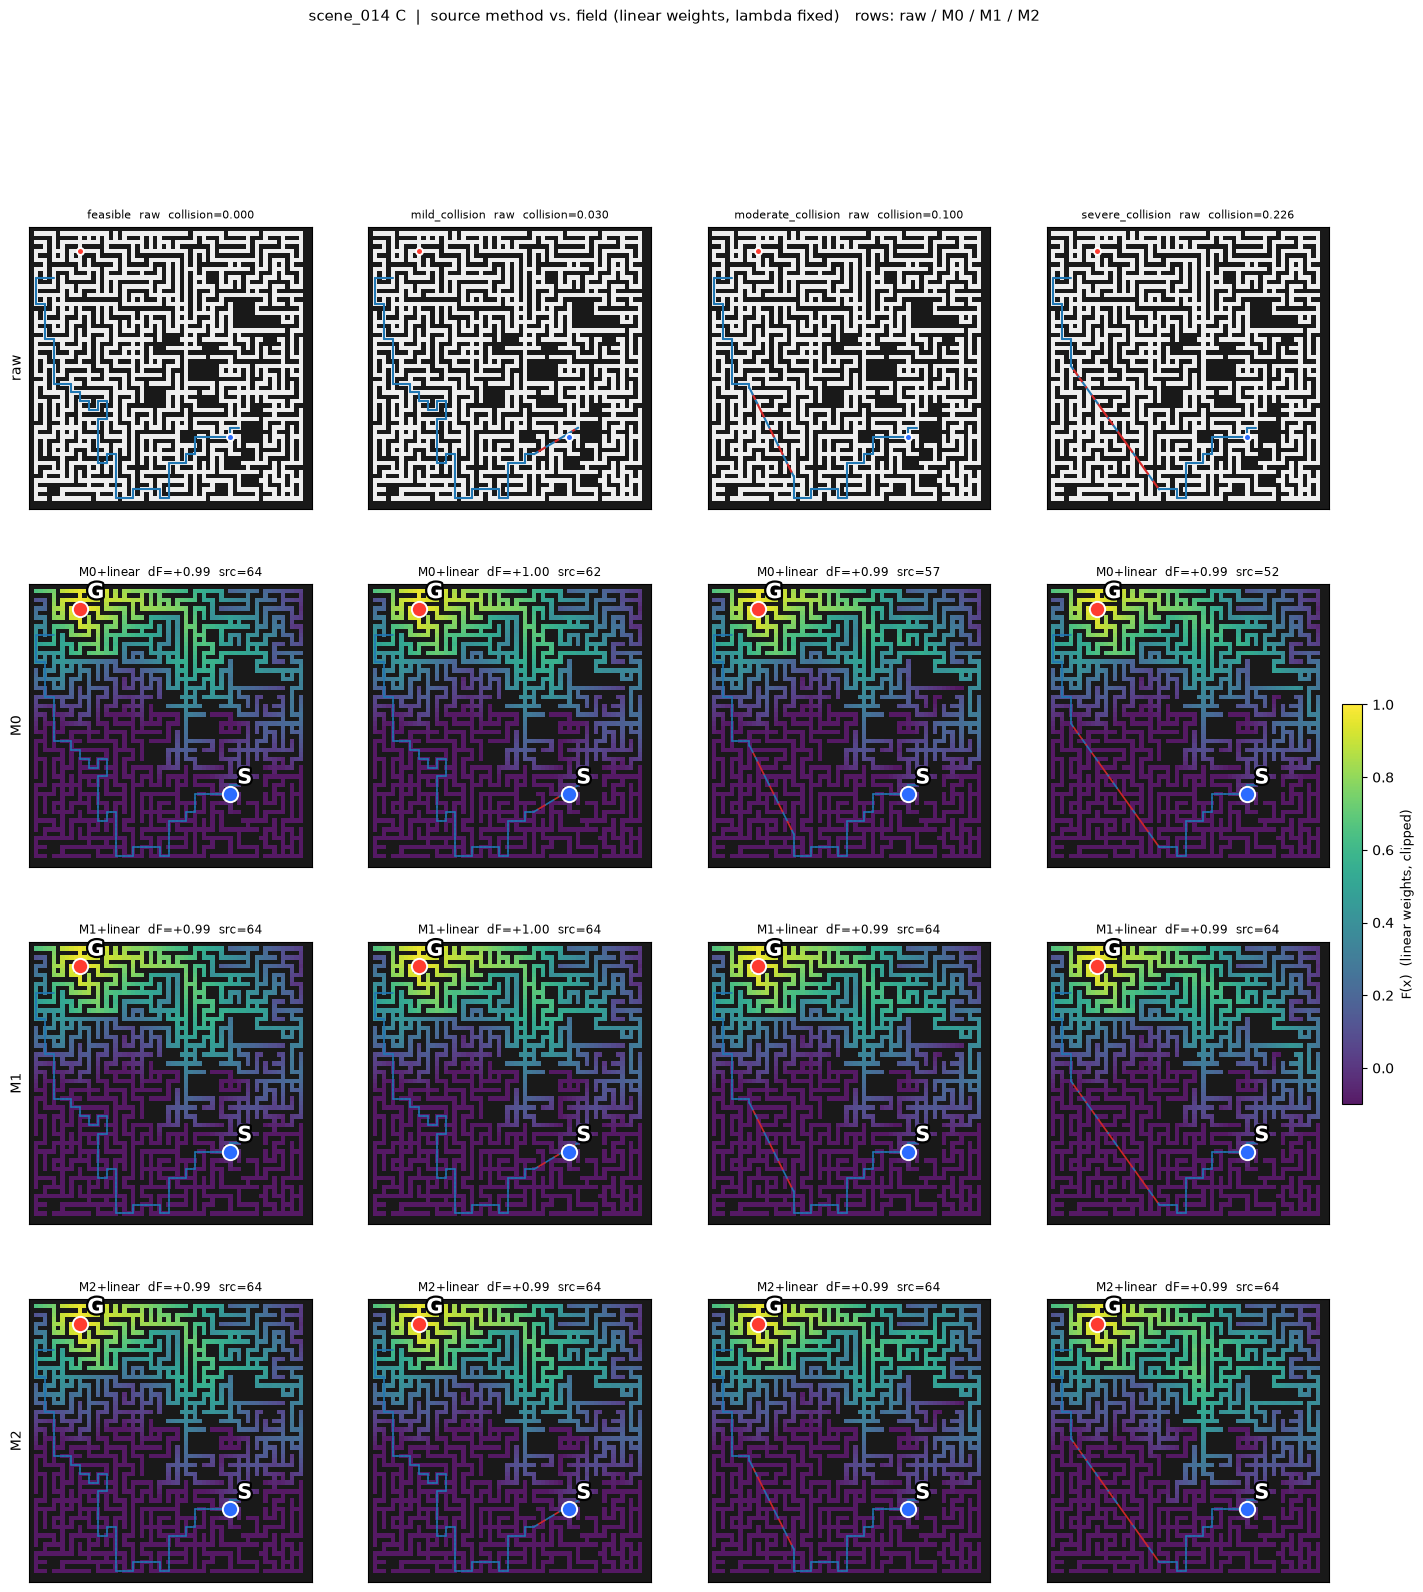 scene_014 C  |  source method vs. field (linear weights, lambda fixed)   rows: raw / M0 / M1 / M2
feasible  raw  collision=0.000
mild_collision  raw  collision=0.030
moderate_collision  raw  collision=0.100
severe_collision  raw  collision=0.226
raw
M0+linear  dF=+0.99  src=64
M0+linear  dF=+1.00  src=62
M0+linear  dF=+0.99  src=57
M0+linear  dF=+0.99  src=52
G
G
G
G
M0
S
S
S
S
M1+linear  dF=+0.99  src=64
M1+linear  dF=+1.00  src=64
M1+linear  dF=+0.99  src=64
M1+linear  dF=+0.99  src=64
G
G
G
G
M1
S
S
S
S
M2+linear  dF=+0.99  src=64
M2+linear  dF=+0.99  src=64
M2+linear  dF=+0.99  src=64
M2+linear  dF=+0.99  src=64
G
G
G
G
M2
S
S
S
S
1.0
0.8
0.6
0.4
0.2
0.0
F(x)  (linear weights, clipped)